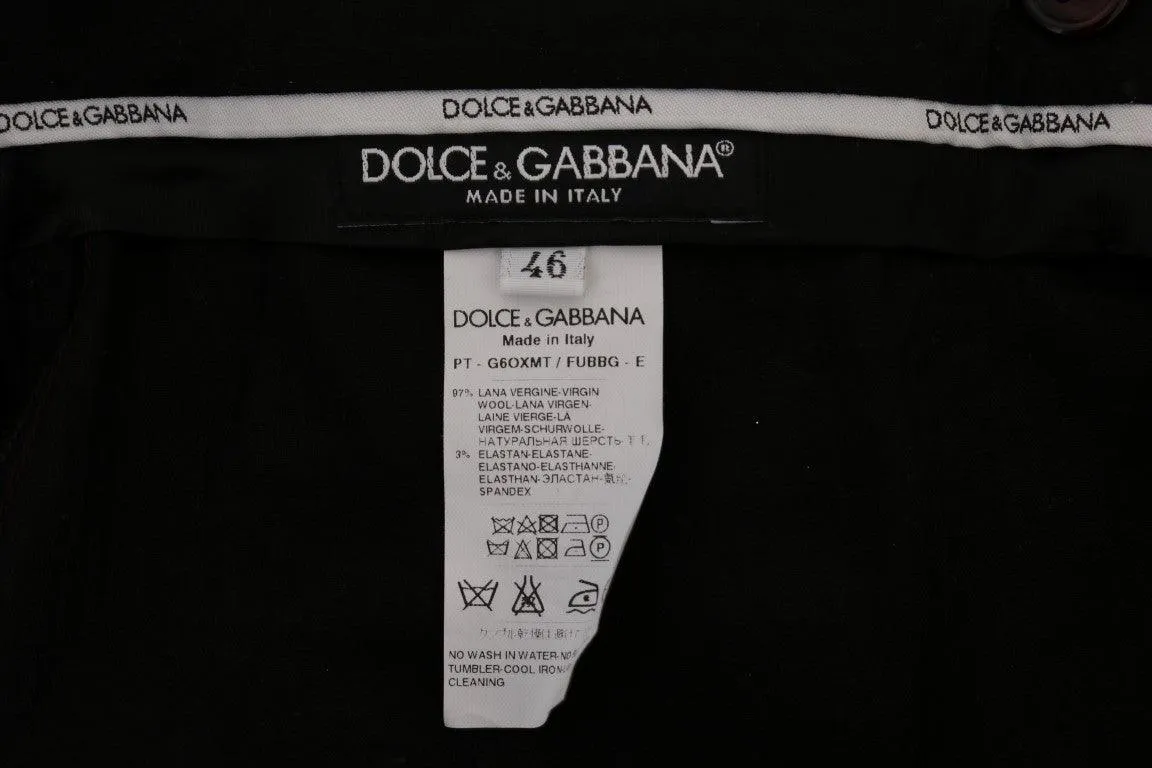 DOLCE&GABBANA DOLCE&GABBANA DOLCE&GABBANA
DOLCE&GABBANA®
MADE IN ITALY
46
DOLCE&GABBANA
Made in Italy
PT - G6OXMT / FUBBG - E
97% LANA VERGINE-VIRGIN
WOOL-LANA VIRGEN-
LAINE VIERGE-LA
VIRGEM-SCHURWOLLE-
НАТУРАЛЬНАЯ ШЕРСТЬ-
3% ELASTAN-ELASTANE-
ELASTANO-ELASTHANNE-
ELASTHAN-ЭЛАСТАН-
SPANDEX
P
P
NO WASH IN WATER-NO
TUMBLER-COOL IRON-
CLEANING